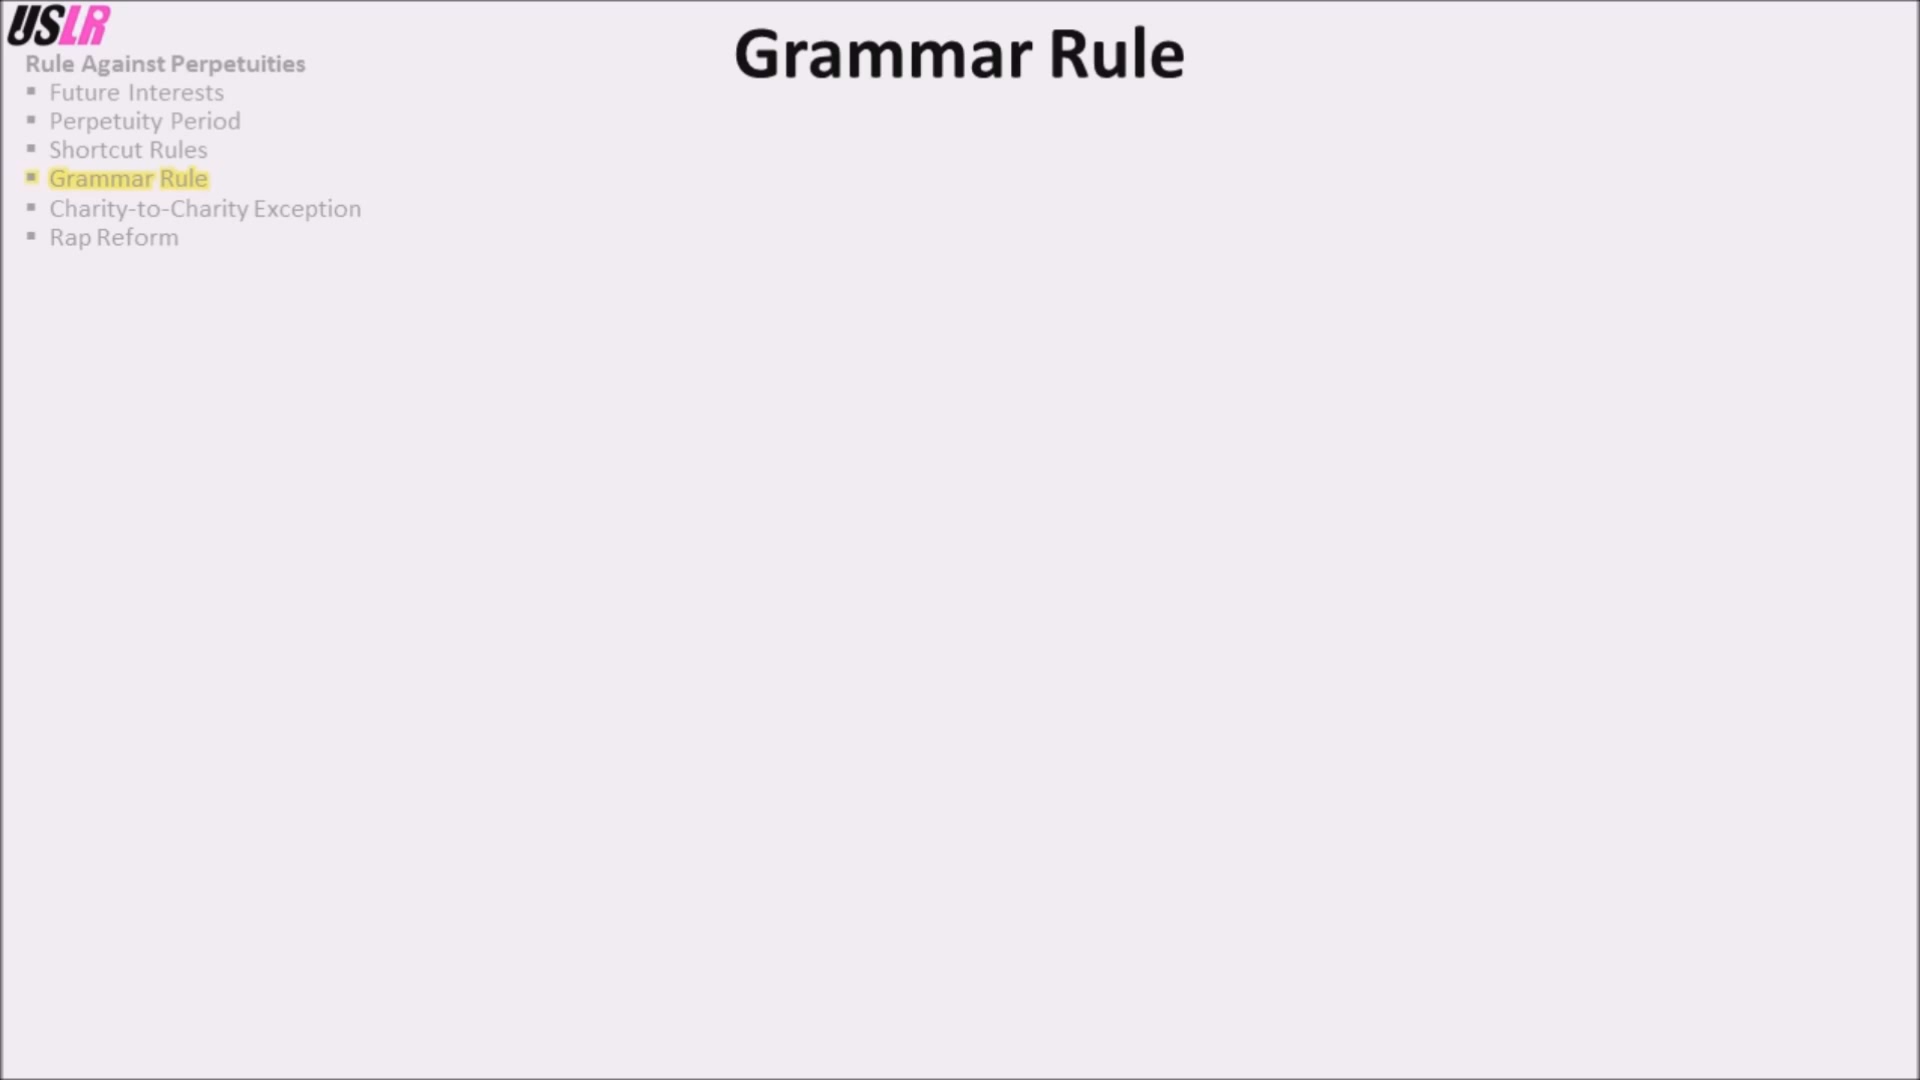 USLR
Grammar Rule
Rule Against Perpetuities
▪ Future Interests
▪ Perpetuity Period
▪ Shortcut Rules
▪ Grammar Rule
▪ Charity-to-Charity Exception
▪ Rap Reform